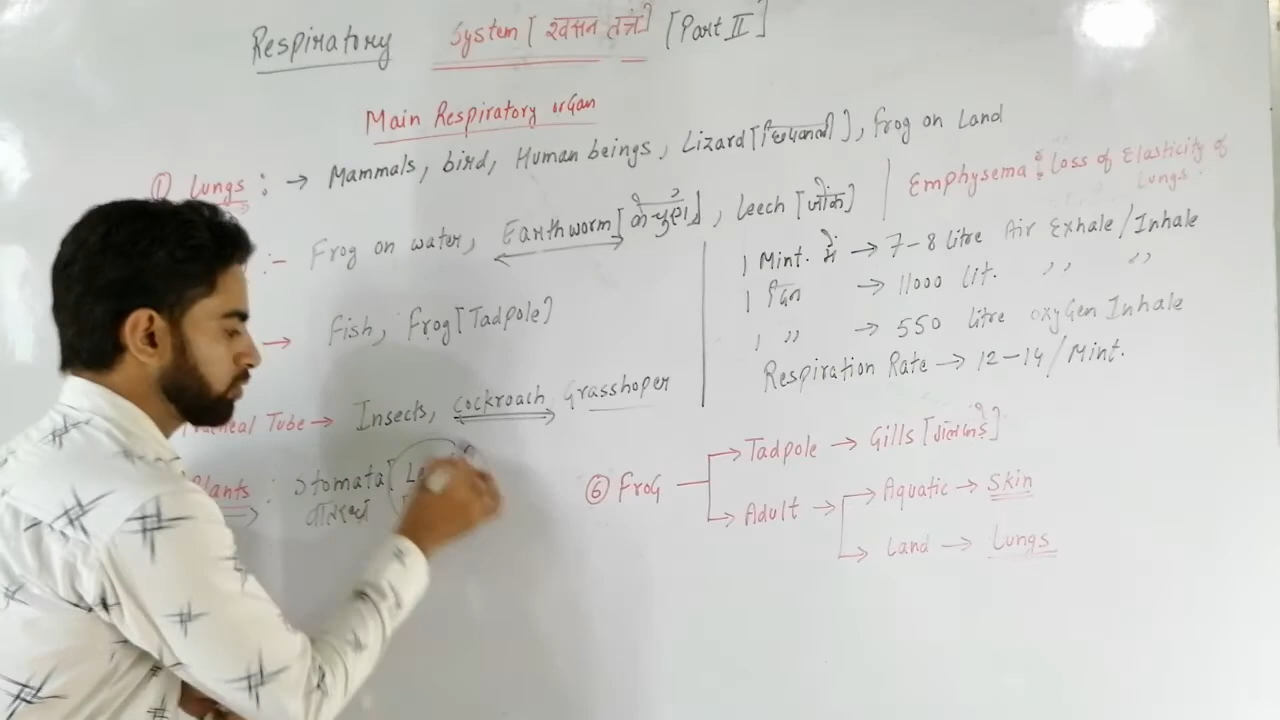 Respiratory System [श्वसन तंत्र] [Part II]
Main Respiratory orGan
① Lungs : → Mammals, bird, Human beings, Lizard [छिपकली], Frog on Land
:- Frog on water, Earthworm [केंचुआ], Leech [जोंक]
→ Fish, Frog [Tadpole]
Tracheal Tube → Insects, Cockroach, Grasshoper
Plants : Stomata [Le
Emphysema : Loss of Elasticity of
Lungs.
1 Mint. में → 7-8 litre Air Exhale/Inhale
1 दिन → 11000 Lit. ,, ,,
1 ,, → 550 litre oxyGen Inhale
Respiration Rate → 12-14/Mint.
⑥ FroG
Tadpole → Gills [गलफड़े]
Adult → Aquatic → Skin
Land → Lungs